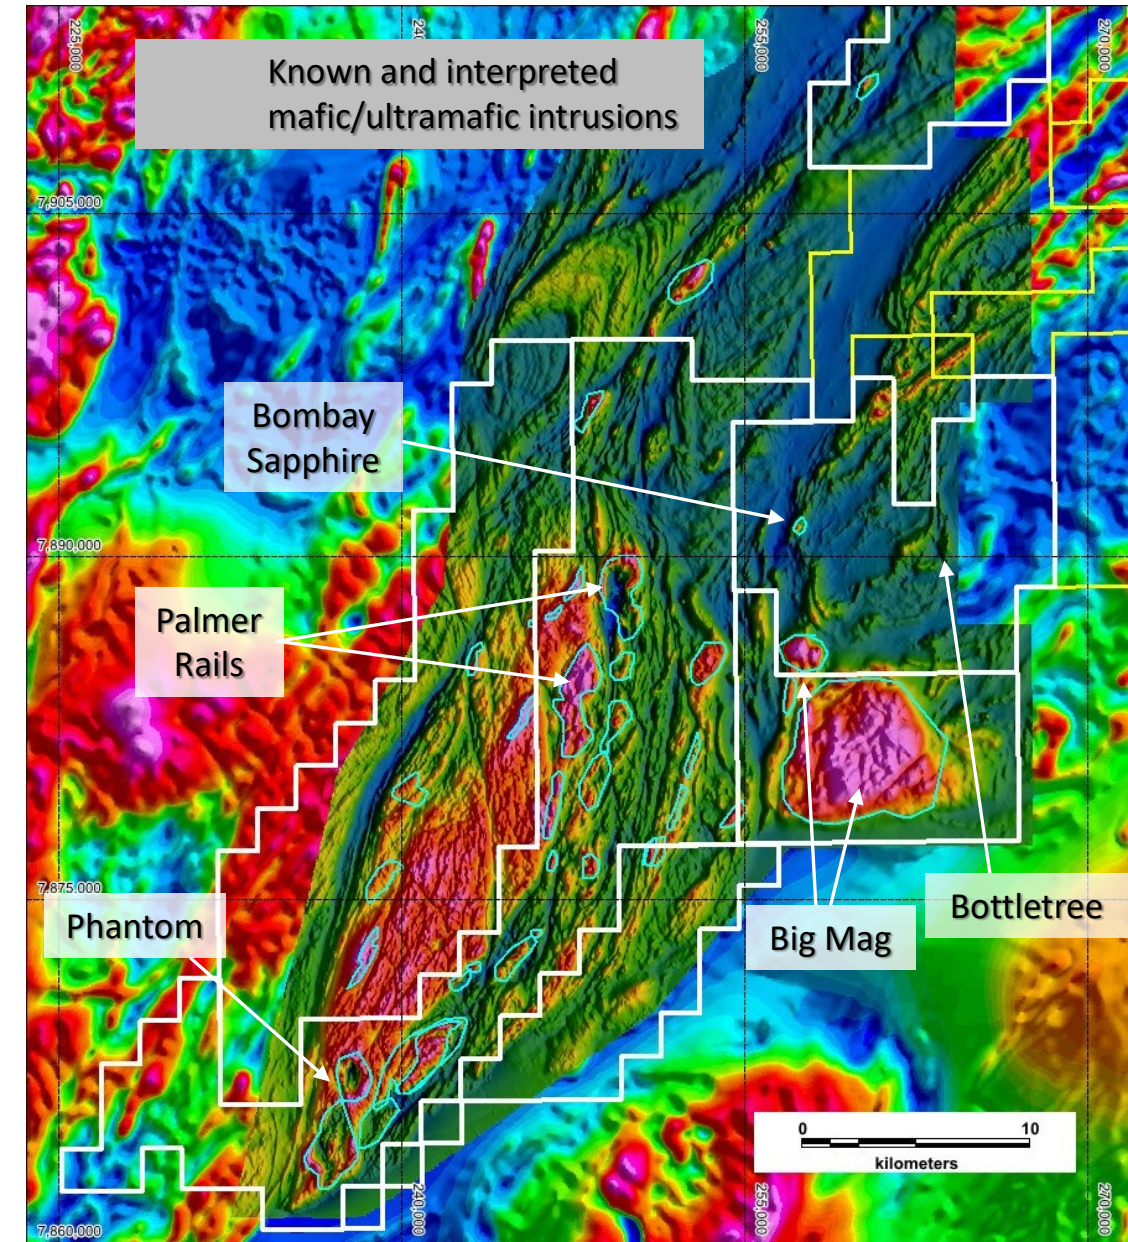 225,000
240
255,000
270,000
Known and interpreted
mafic/ultramafic intrusions
7,905,000
Bombay
Sapphire
7,890,000
Palmer
Rails
7,875,000
Phantom
Big Mag
Bottletree
0 10
kilometers
240,000
255,000
270,000
7,860,000